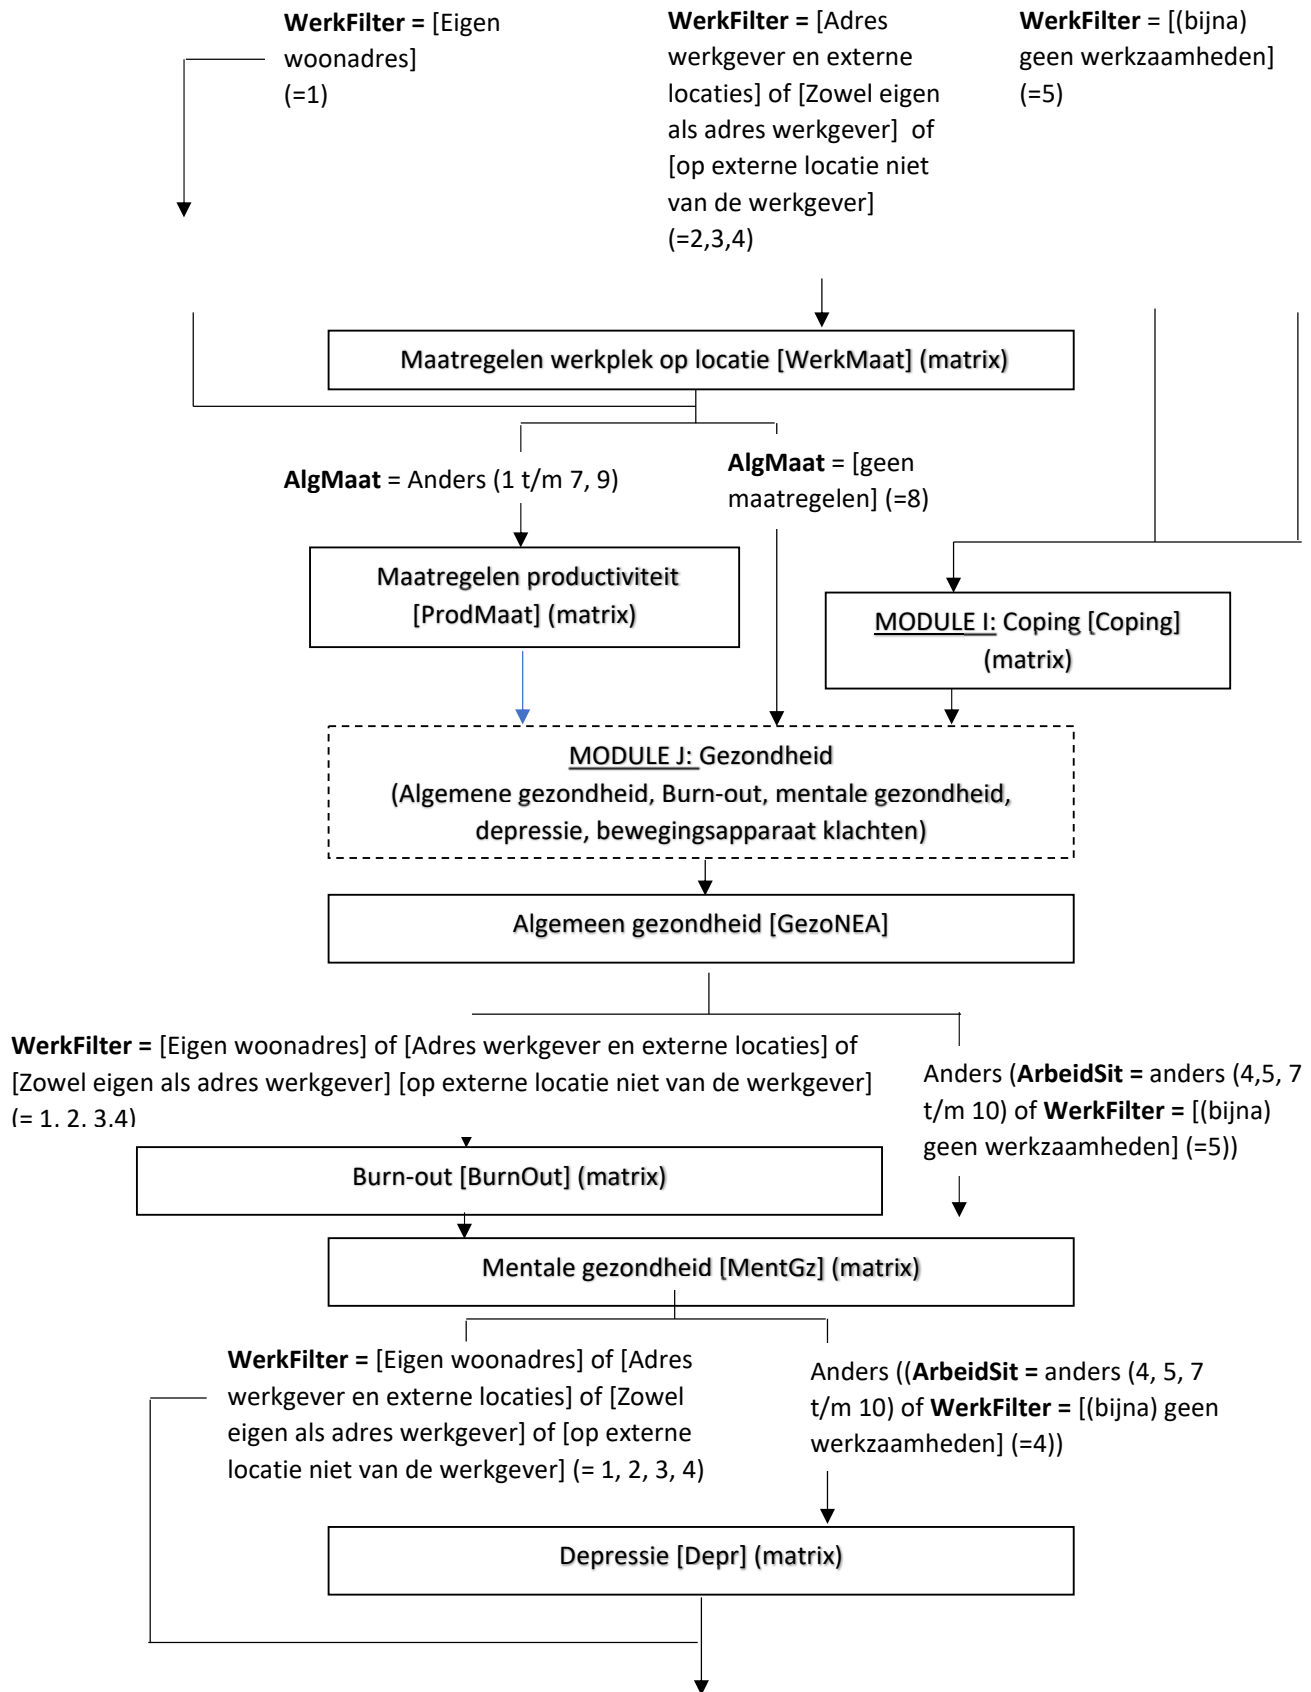 WerkFilter = [Eigen
woonadres]
(=1)
WerkFilter = [Adres
werkgever en externe
locaties] of [Zowel eigen
als adres werkgever]  of
[op externe locatie niet
van de werkgever]
(=2,3,4)
WerkFilter = [(bijna)
geen werkzaamheden]
(=5)
Maatregelen werkplek op locatie [WerkMaat] (matrix)
AlgMaat = Anders (1 t/m 7, 9)
AlgMaat = [geen
maatregelen] (=8)
Maatregelen productiviteit
[ProdMaat] (matrix)
MODULE I: Coping [Coping]
(matrix)
MODULE J: Gezondheid
(Algemene gezondheid, Burn-out, mentale gezondheid,
depressie, bewegingsapparaat klachten)
Algemeen gezondheid [GezoNEA]
WerkFilter = [Eigen woonadres] of [Adres werkgever en externe locaties] of
[Zowel eigen als adres werkgever] [op externe locatie niet van de werkgever]
(= 1, 2, 3,4)
Anders (ArbeidSit = anders (4,5, 7
t/m 10) of WerkFilter = [(bijna)
geen werkzaamheden] (=5))
Burn-out [BurnOut] (matrix)
Mentale gezondheid [MentGz] (matrix)
WerkFilter = [Eigen woonadres] of [Adres
werkgever en externe locaties] of [Zowel
eigen als adres werkgever] of [op externe
locatie niet van de werkgever] (= 1, 2, 3, 4)
Anders ((ArbeidSit = anders (4, 5, 7
t/m 10) of WerkFilter = [(bijna) geen
werkzaamheden] (=4))
Depressie [Depr] (matrix)